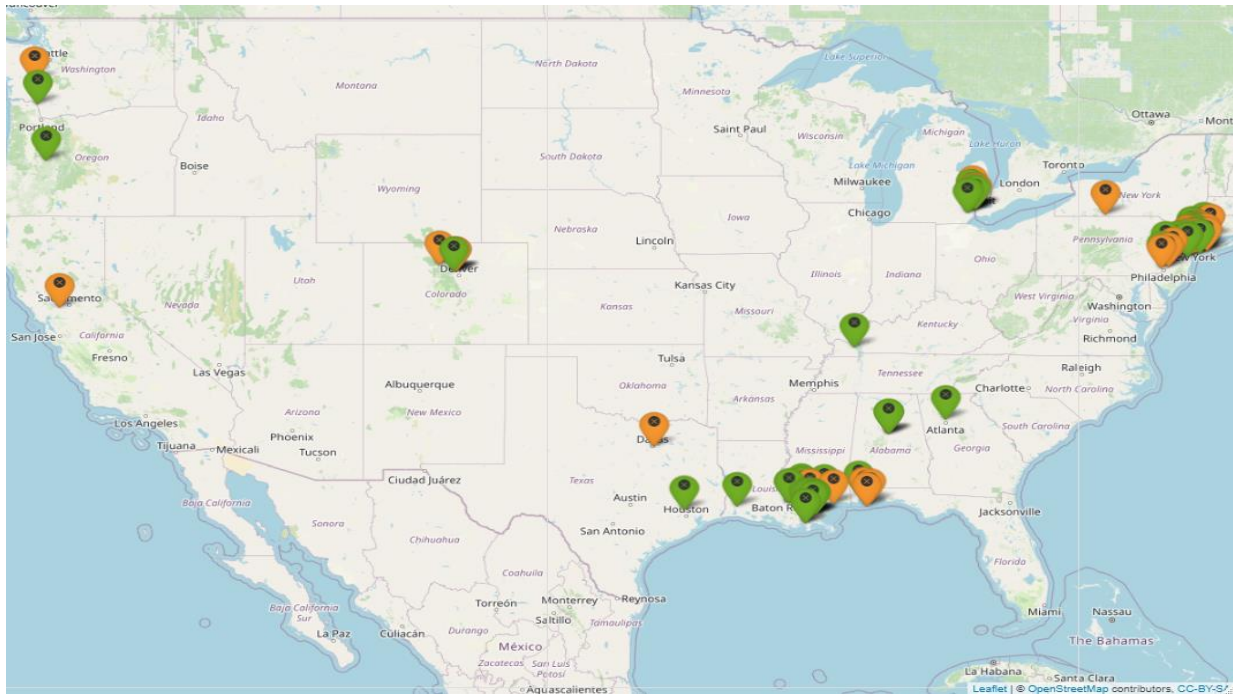 Washington
Montana
North Dakota
Lake Superior
Minnesota
Ottawa
Portland
Oregon
Idaho
Boise
Saint Paul
Wisconsin
Michigan
Lake Huron
Toronto
South Dakota
Wyoming
Lake Michigan
Milwaukee
London
New York
Chicago
Iowa
Nebraska
Lincoln
Pennsylvania
Denver
Utah
Colorado
Illinois
Indiana
Ohio
Philadelphia
Kansas City
Sacramento
Nevada
Kansas
Missouri
West Virginia
Washington
Virginia
San Jose
California
Kentucky
Richmond
Fresno
Las Vegas
Tulsa
Raleigh
Albuquerque
Oklahoma
Memphis
Tennessee
Charlotte
North Carolina
Arkansas
Los Angeles
Arizona
New Mexico
South Carolina
Tijuana
Mexicali
Phoenix
Tucson
Dallas
Mississippi
Alabama
Atlanta
Georgia
Ciudad Juárez
Texas
Austin
Houston
Baton R
Jacksonville
Baja California
Sonora
San Antonio
Chihuahua
Florida
Coahuila
Baja California
Sur
Torreón
Monterrey
Reynosa
Miami
Nassau
La Paz
Culiacán
Durango
Saltillo
Tamaulipas
The Bahamas
México
Zacatecas
San Luis
Potosí
La Habana
Santa Clara
Aguascalientes
Leaflet | © OpenStreetMap contributors, CC-BY-SA